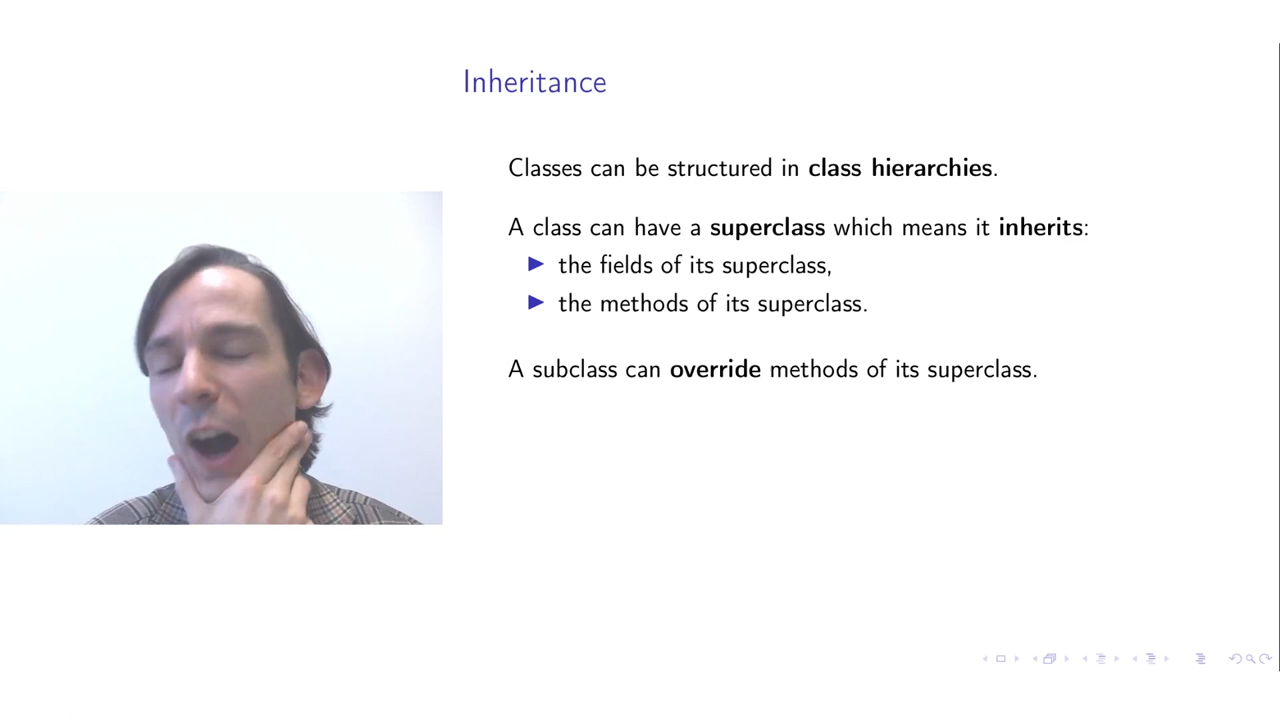 Inheritance
Classes can be structured in class hierarchies.
A class can have a superclass which means it inherits:
the fields of its superclass,
the methods of its superclass.
A subclass can override methods of its superclass.